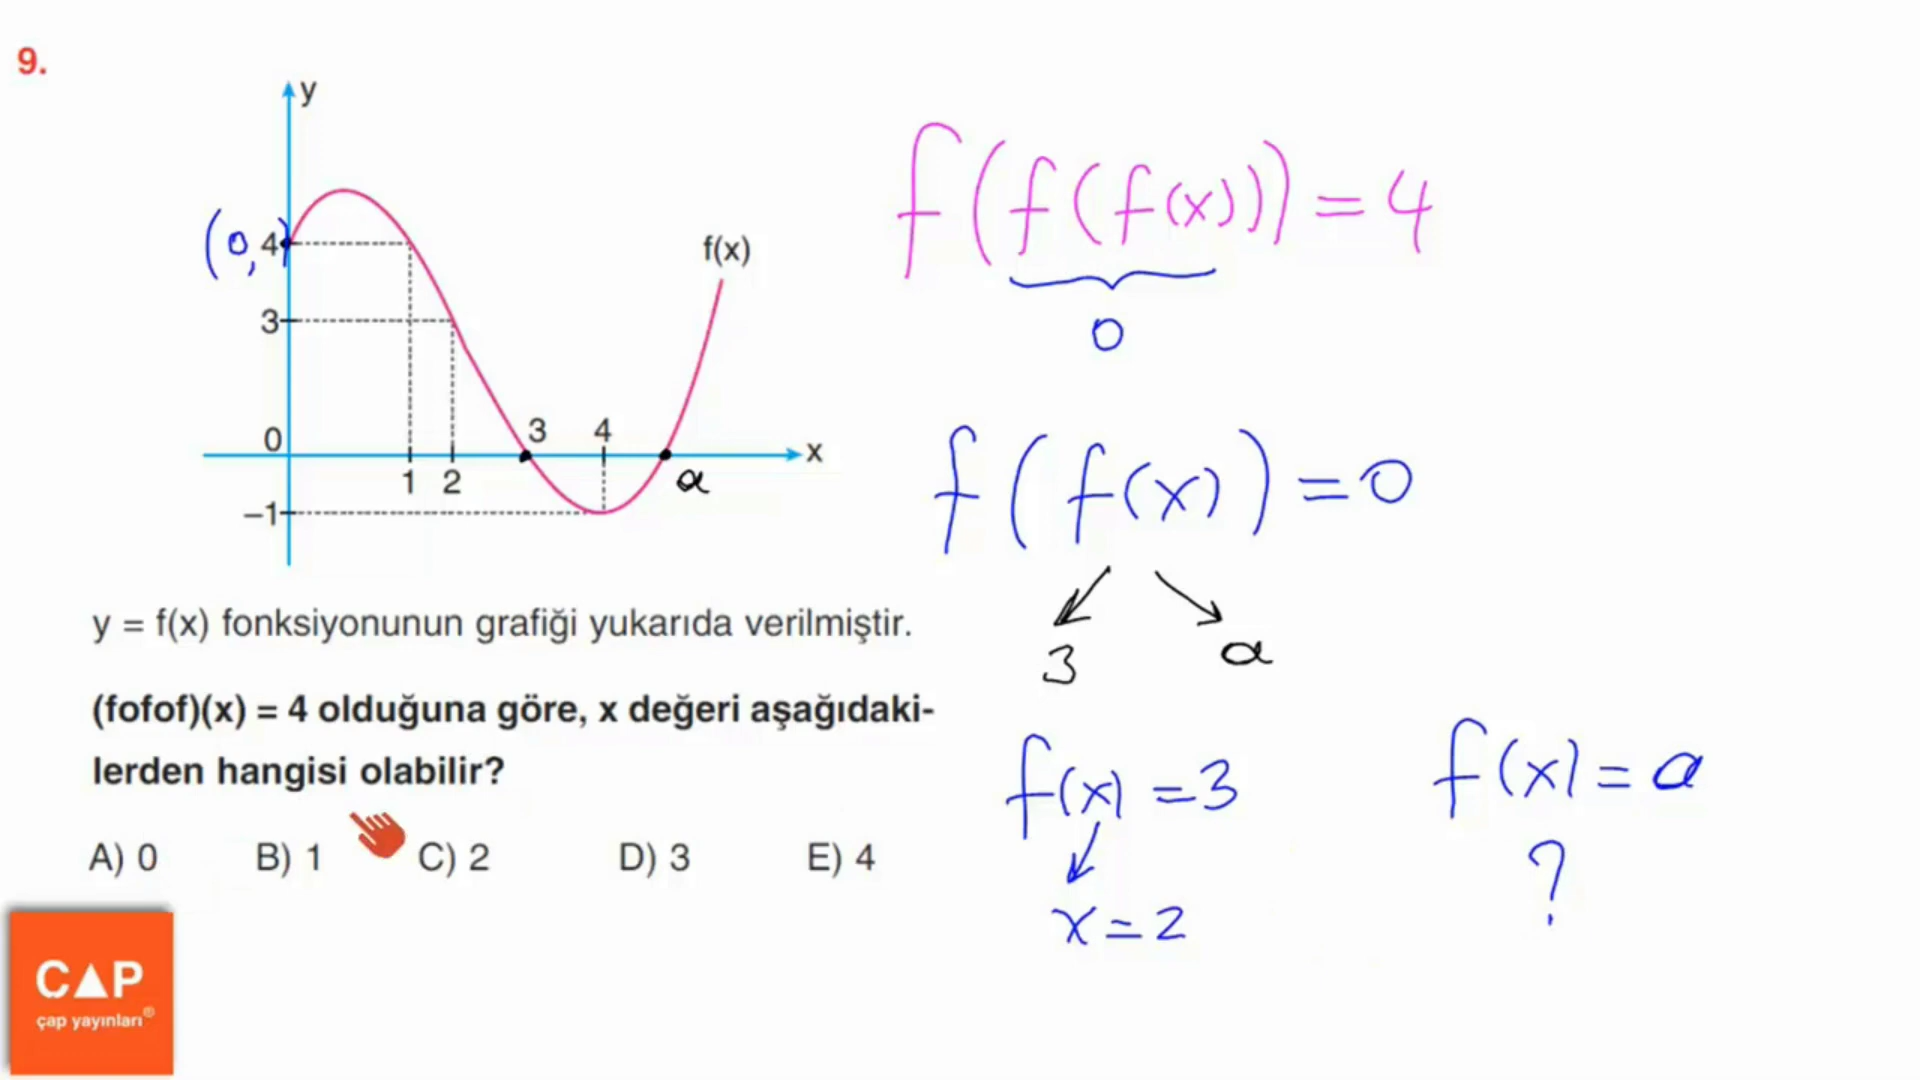 9.
y
(0, 4)
3
0
-1
1 2
3 4
a
x
f(x)
f(f(f(x))) = 4
0
f(f(x)) = 0
3 a
f(x) = 3
x = 2
f(x) = a
?
y = f(x) fonksiyonunun grafiği yukarıda verilmiştir.
(fofof)(x) = 4 olduğuna göre, x değeri aşağıdaki-
lerden hangisi olabilir?
A) 0 B) 1 C) 2 D) 3 E) 4
ÇAP
çap yayınları®